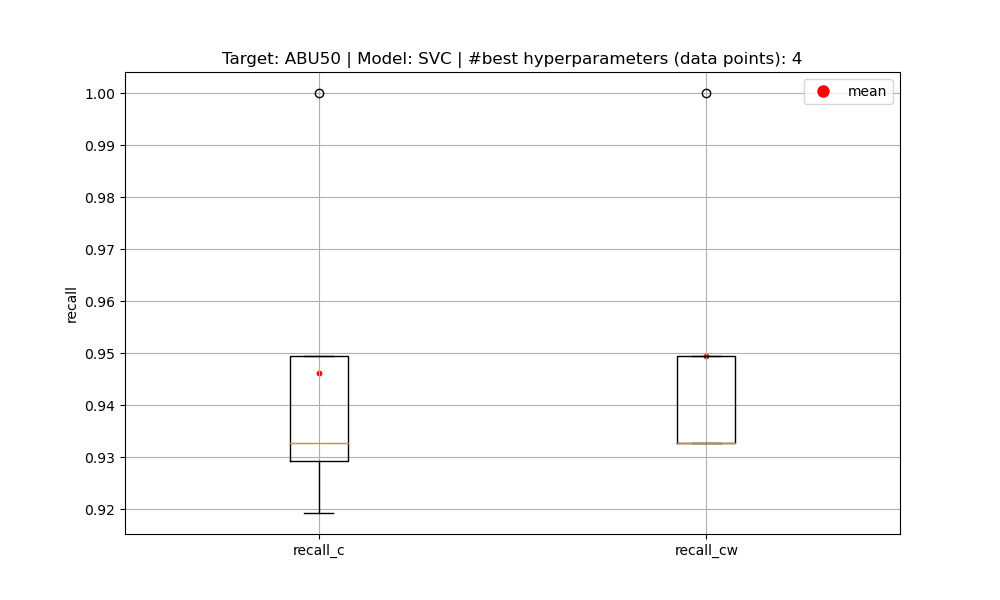 Target: ABU50 | Model: SVC | #best hyperparameters (data points): 4
mean
1.00
0.99
0.98
0.97
0.96
0.95
0.94
0.93
0.92
recall
recall_c
recall_cw